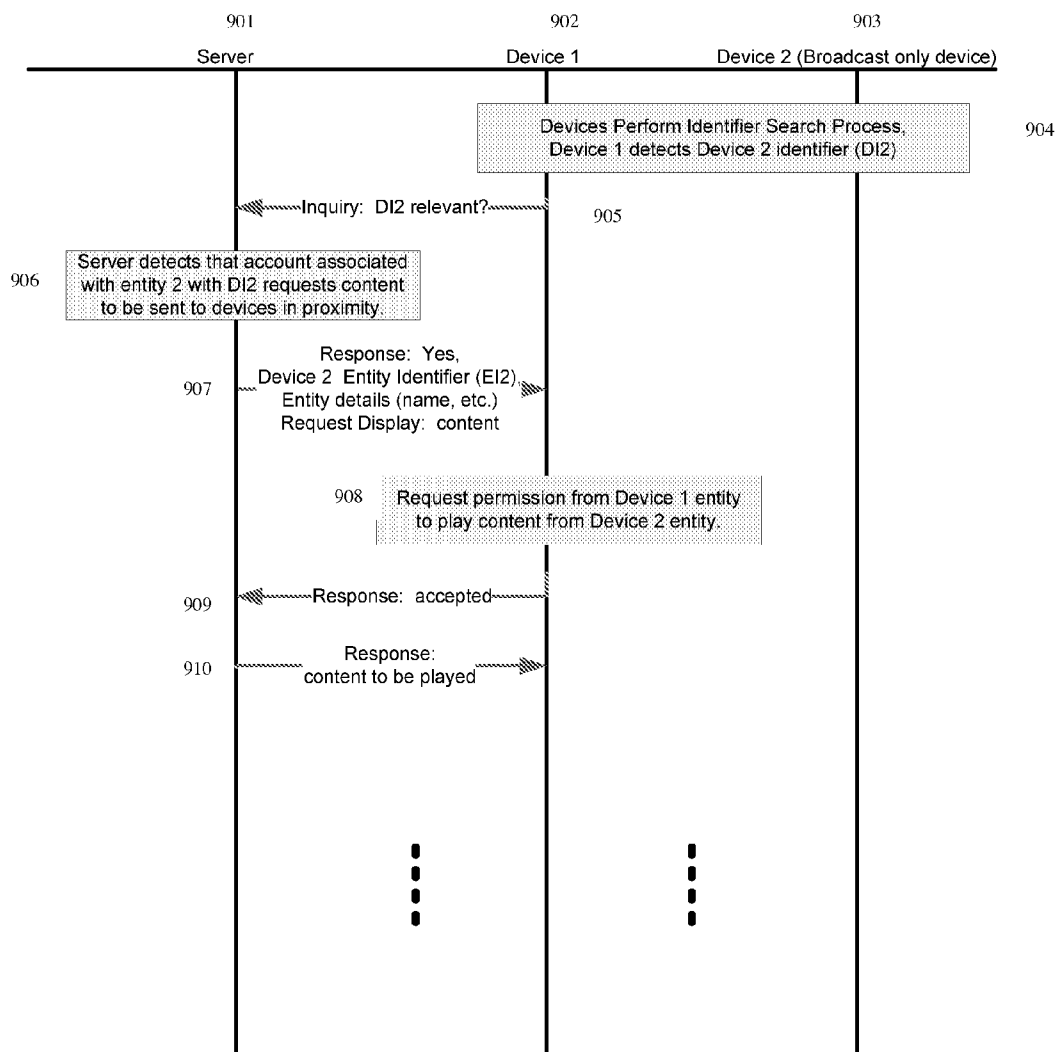 901
902
903
Server
Device 1
Device 2 (Broadcast only device)
Devices Perform Identifier Search Process,
Device 1 detects Device 2 identifier (DI2)
904
Inquiry: DI2 relevant?
905
906
Server detects that account associated
with entity 2 with DI2 requests content
to be sent to devices in proximity.
907
Response: Yes,
Device 2 Entity Identifier (EI2),
Entity details (name, etc.)
Request Display: content
908
Request permission from Device 1 entity
to play content from Device 2 entity.
909
Response: accepted
910
Response:
content to be played